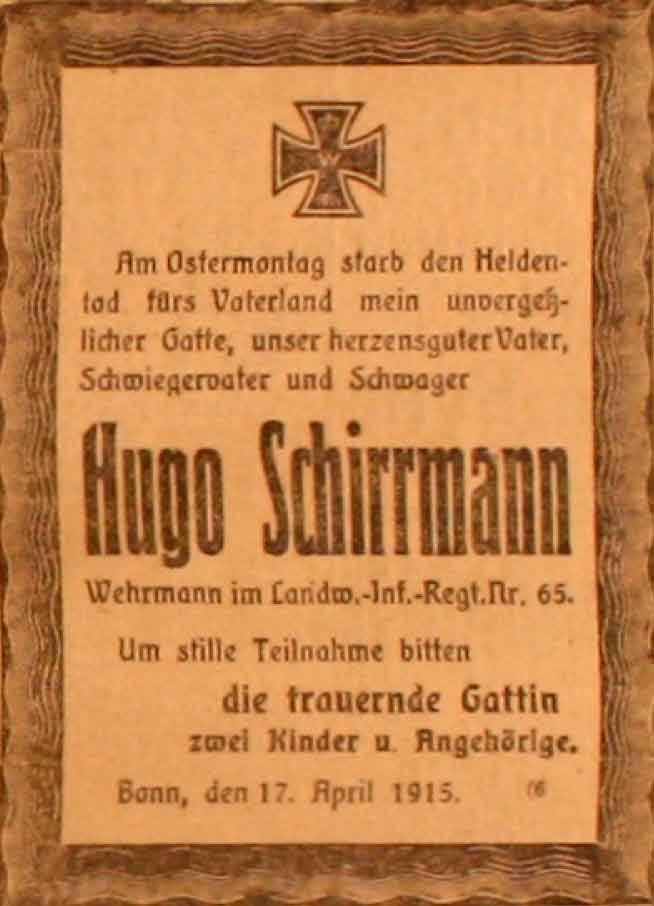 W
Am Ostermontag starb den Helden-
tod fürs Vaterland mein unvergeß-
licher Gatte, unser herzensguter Vater,
Schwiegervater und Schwager
Hugo Schirrmann
Wehrmann im Landw.-Inf.-Regt. Nr. 65.
Um stille Teilnahme bitten
die trauernde Gattin
zwei Kinder u. Angehörige.
Bonn, den 17. April 1915. (6